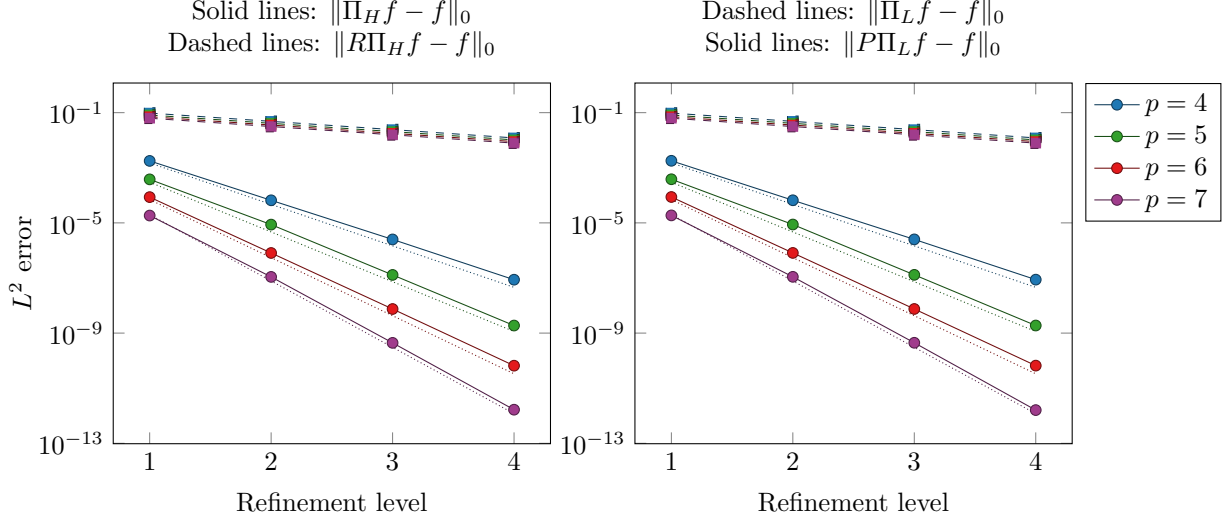 Solid lines: ‖Π_H f − f‖_0
Dashed lines: ‖RΠ_H f − f‖_0
Dashed lines: ‖Π_L f − f‖_0
Solid lines: ‖PΠ_L f − f‖_0
L^2 error
10^{−1}
10^{−5}
10^{−9}
10^{−13}
1 2 3 4
Refinement level
10^{−1}
10^{−5}
10^{−9}
10^{−13}
1 2 3 4
Refinement level
p = 4
p = 5
p = 6
p = 7